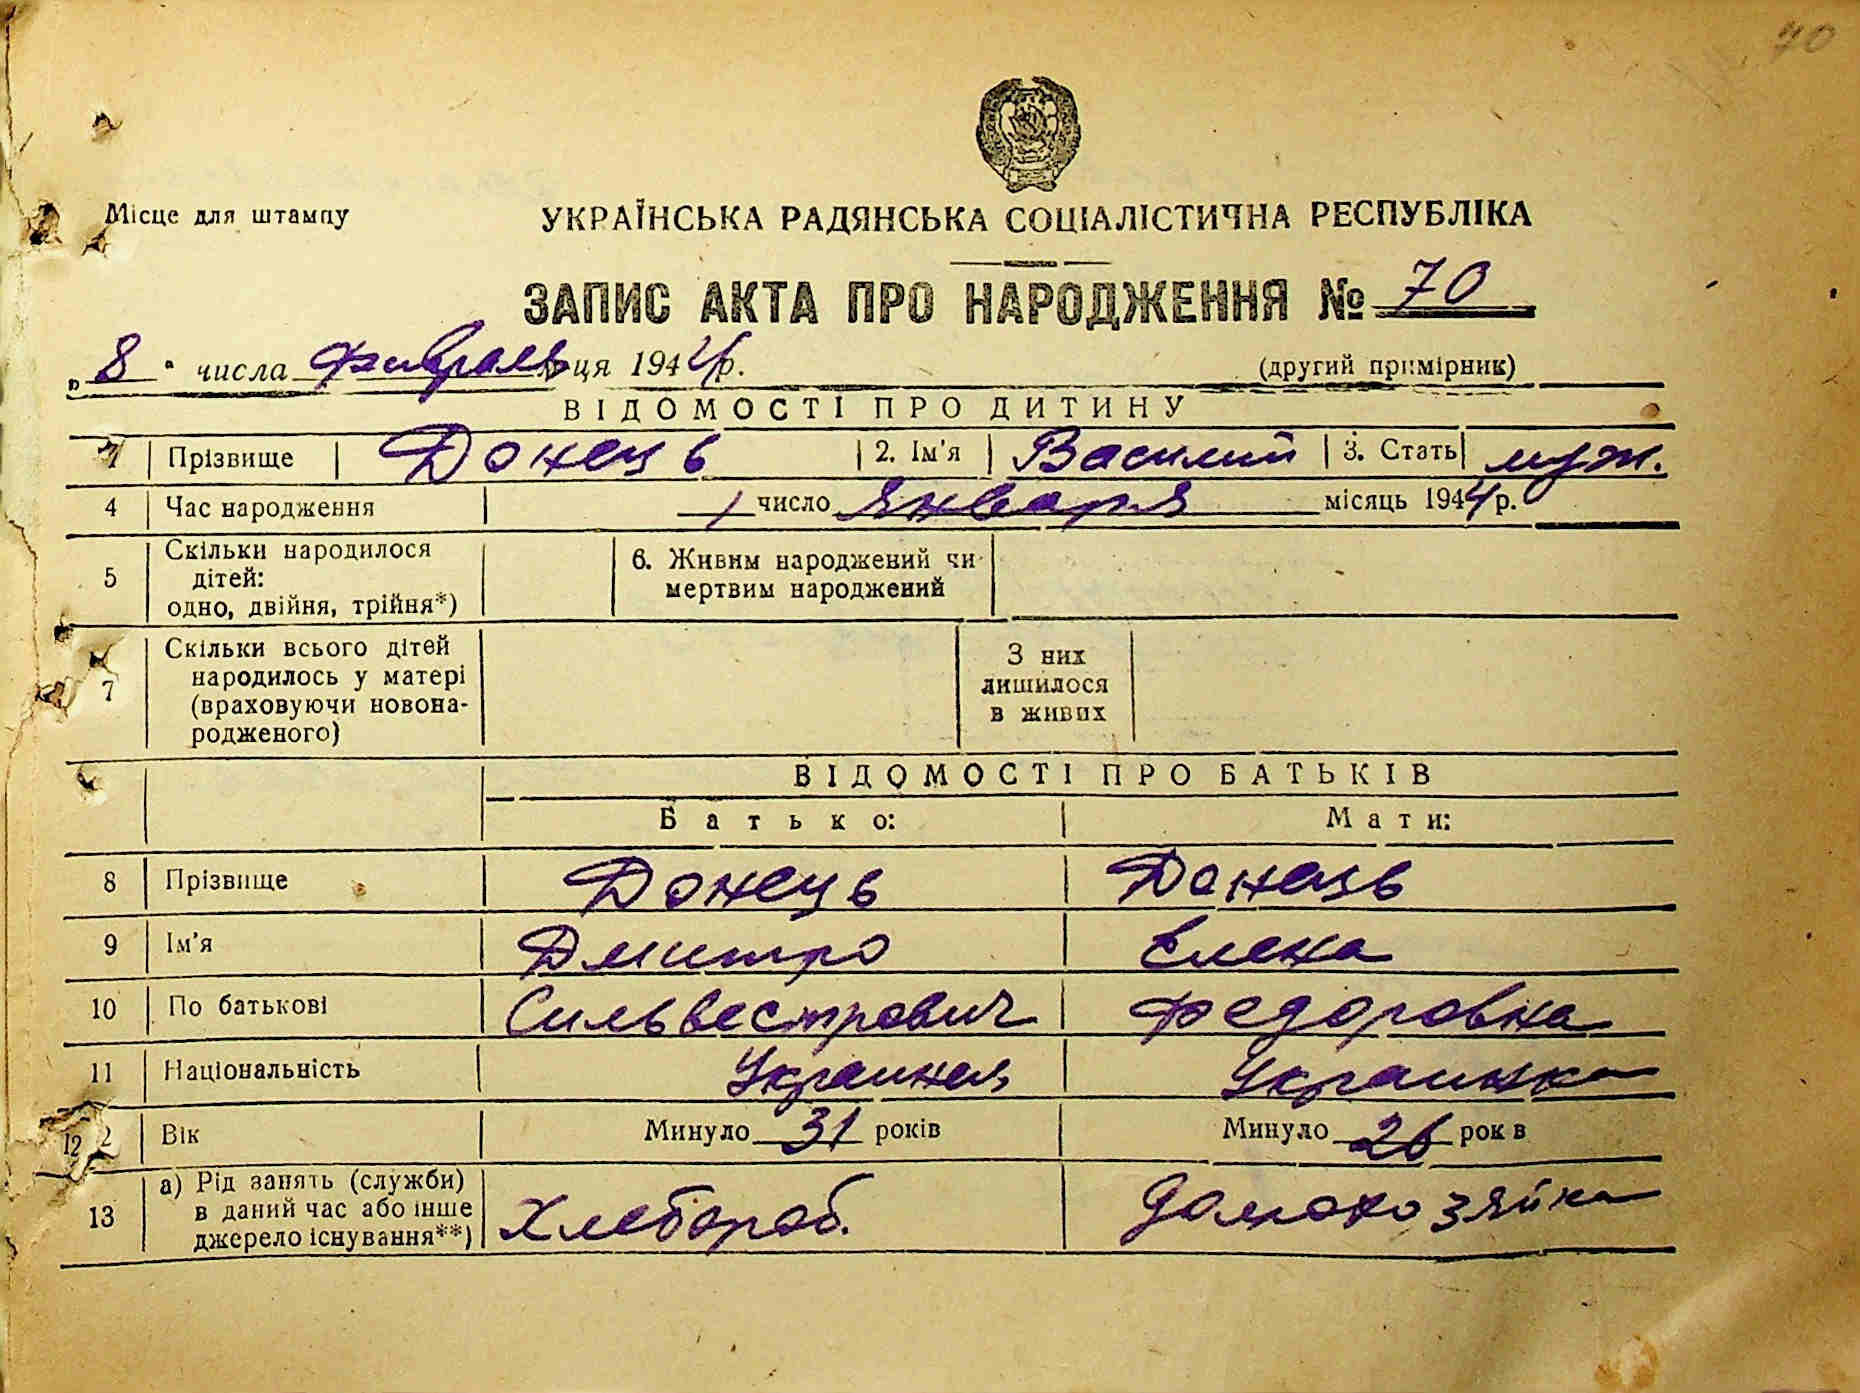 70
Місце для штампу
УКРАЇНСЬКА РАДЯНСЬКА СОЦІАЛІСТИЧНА РЕСПУБЛІКА
ЗАПИС АКТА ПРО НАРОДЖЕННЯ № 70
„ 8 " числа февраль ця 1944 р. (другий примірник)
ВІДОМОСТІ ПРО ДИТИНУ
1 Прізвище Донець 2. Ім'я Василий 3. Стать муж.
4 Час народження 1 число января місяць 1944 р.
5 Скільки народилося дітей: одно, двійня, трійня*) 6. Живим народжений чи мертвим народжений
7 Скільки всього дітей народилось у матері (враховуючи новонародженого) З них лишилося в живих
ВІДОМОСТІ ПРО БАТЬКІВ
Батько: Мати:
8 Прізвище Донець Донець
9 Ім'я Дмитро Елена
10 По батькові Сильвестрович Федоровна
11 Національність Украинец Украинка
12 Вік Минуло 31 років Минуло 26 рок в
13 а) Рід занять (служби) в даний час або інше джерело існування**) Хлебороб. Домохозяйка